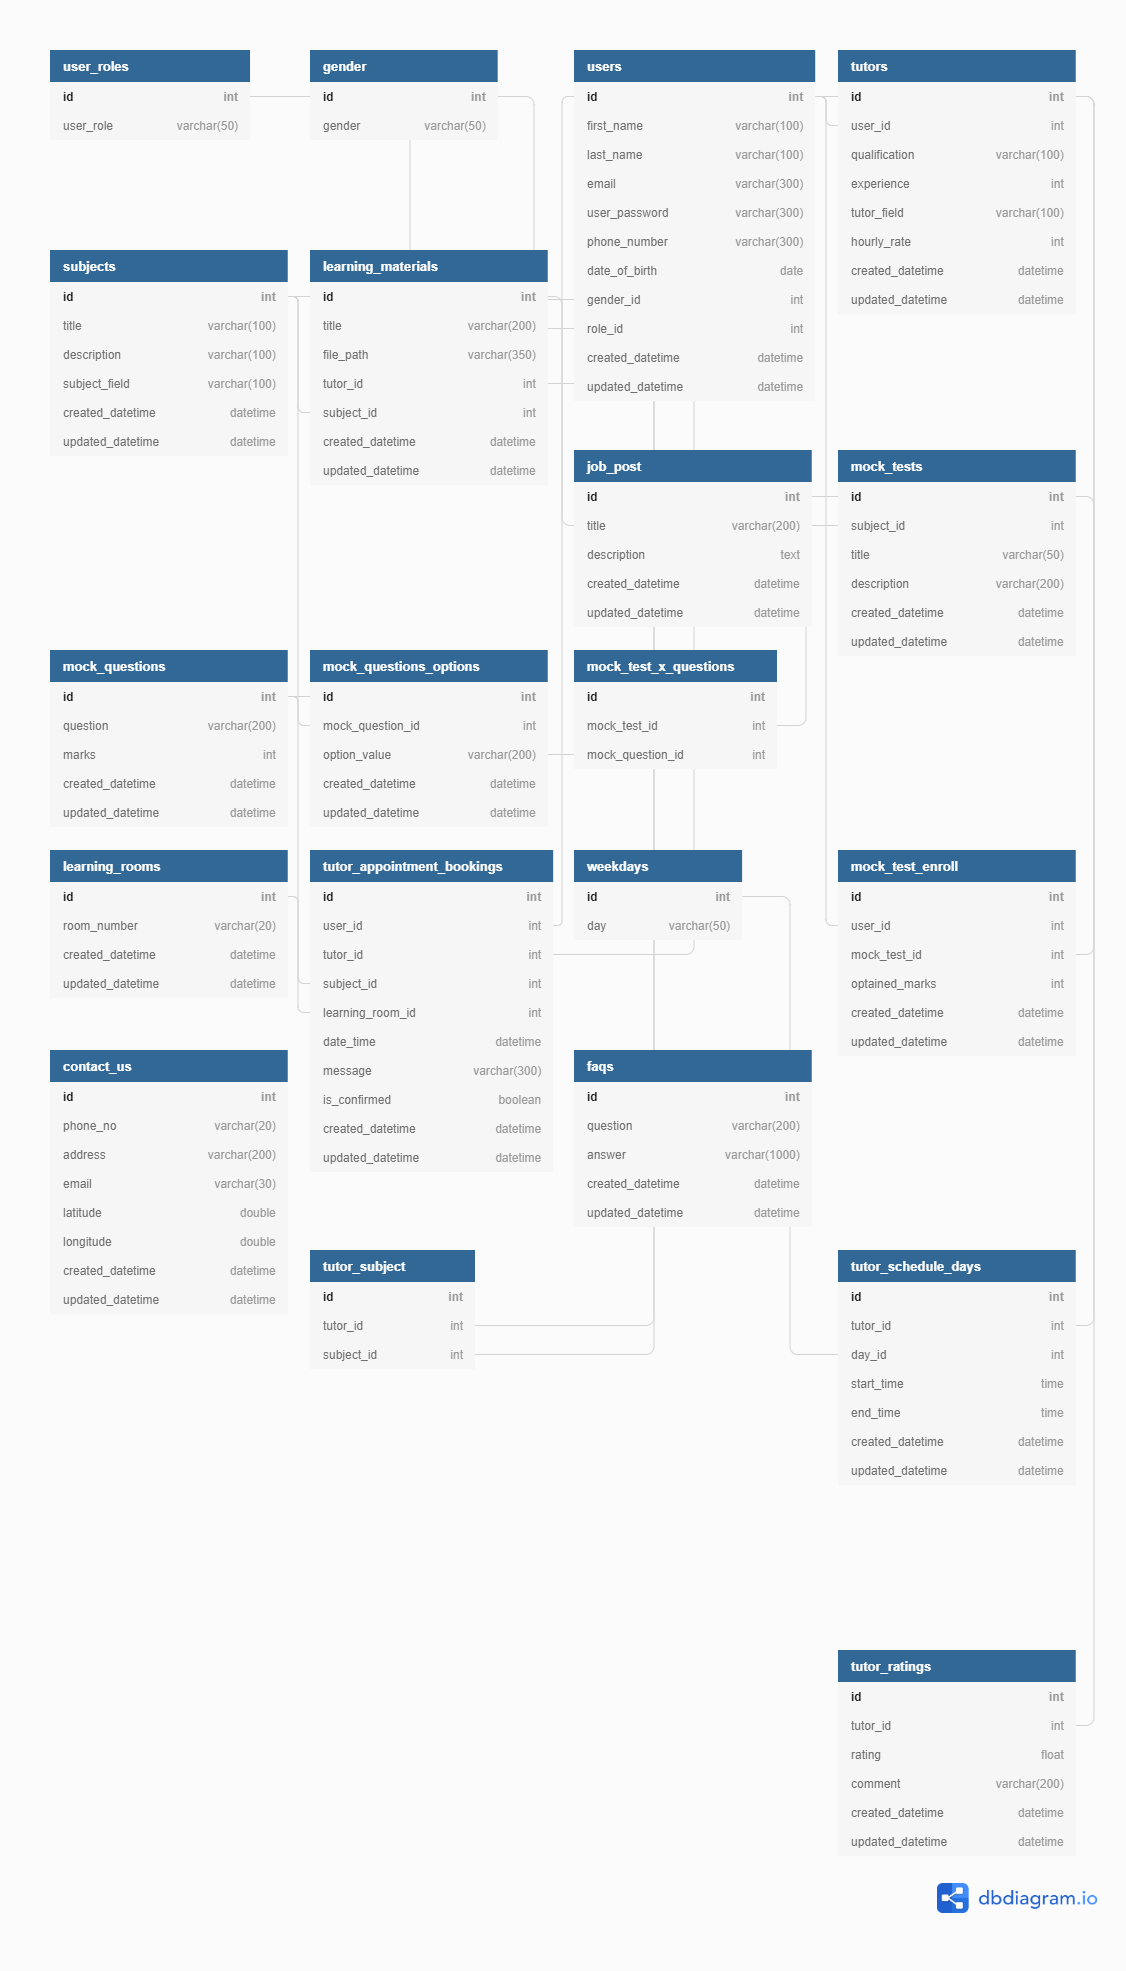 user_roles
id int
user_role varchar(50)
gender
id int
gender varchar(50)
users
id int
first_name varchar(100)
last_name varchar(100)
email varchar(300)
user_password varchar(300)
phone_number varchar(300)
date_of_birth date
gender_id int
role_id int
created_datetime datetime
updated_datetime datetime
tutors
id int
user_id int
qualification varchar(100)
experience int
tutor_field varchar(100)
hourly_rate int
created_datetime datetime
updated_datetime datetime
subjects
id int
title varchar(100)
description varchar(100)
subject_field varchar(100)
created_datetime datetime
updated_datetime datetime
learning_materials
id int
title varchar(200)
file_path varchar(350)
tutor_id int
subject_id int
created_datetime datetime
updated_datetime datetime
job_post
id int
title varchar(200)
description text
created_datetime datetime
updated_datetime datetime
mock_tests
id int
subject_id int
title varchar(50)
description varchar(200)
created_datetime datetime
updated_datetime datetime
mock_questions
id int
question varchar(200)
marks int
created_datetime datetime
updated_datetime datetime
mock_questions_options
id int
mock_question_id int
option_value varchar(200)
created_datetime datetime
updated_datetime datetime
mock_test_x_questions
id int
mock_test_id int
mock_question_id int
learning_rooms
id int
room_number varchar(20)
created_datetime datetime
updated_datetime datetime
tutor_appointment_bookings
id int
user_id int
tutor_id int
subject_id int
learning_room_id int
date_time datetime
message varchar(300)
is_confirmed boolean
created_datetime datetime
updated_datetime datetime
weekdays
id int
day varchar(50)
mock_test_enroll
id int
user_id int
mock_test_id int
optained_marks int
created_datetime datetime
updated_datetime datetime
contact_us
id int
phone_no varchar(20)
address varchar(200)
email varchar(30)
latitude double
longitude double
created_datetime datetime
updated_datetime datetime
faqs
id int
question varchar(200)
answer varchar(1000)
created_datetime datetime
updated_datetime datetime
tutor_subject
id int
tutor_id int
subject_id int
tutor_schedule_days
id int
tutor_id int
day_id int
start_time time
end_time time
created_datetime datetime
updated_datetime datetime
tutor_ratings
id int
tutor_id int
rating float
comment varchar(200)
created_datetime datetime
updated_datetime datetime
dbdiagram.io